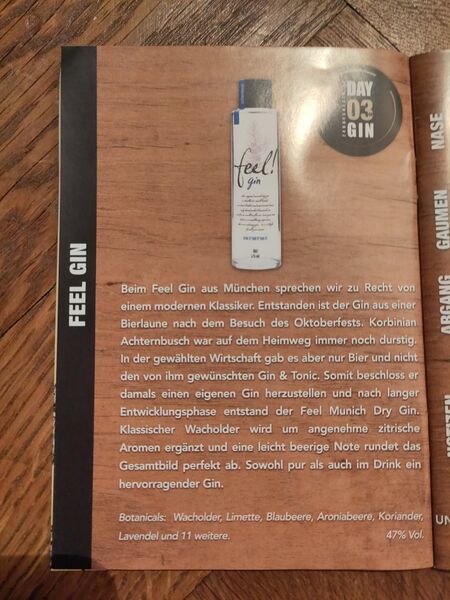 DAY
03
GIN
feel!
gin
FEEL GIN
Beim Feel Gin aus München sprechen wir zu Recht von
einem modernen Klassiker. Entstanden ist der Gin aus einer
Bierlaune nach dem Besuch des Oktoberfests. Korbinian
Achternbusch war auf dem Heimweg immer noch durstig.
In der gewählten Wirtschaft gab es aber nur Bier und nicht
den von ihm gewünschten Gin & Tonic. Somit beschloss er
damals einen eigenen Gin herzustellen und nach langer
Entwicklungsphase entstand der Feel Munich Dry Gin.
Klassischer Wacholder wird um angenehme zitrische
Aromen ergänzt und eine leicht beerige Note rundet das
Gesamtbild perfekt ab. Sowohl pur als auch im Drink ein
hervorragender Gin.
Botanicals: Wacholder, Limette, Blaubeere, Aroniabeere, Koriander,
Lavendel und 11 weitere. 47% Vol.
NASE
GAUMEN
ABGANG
UN